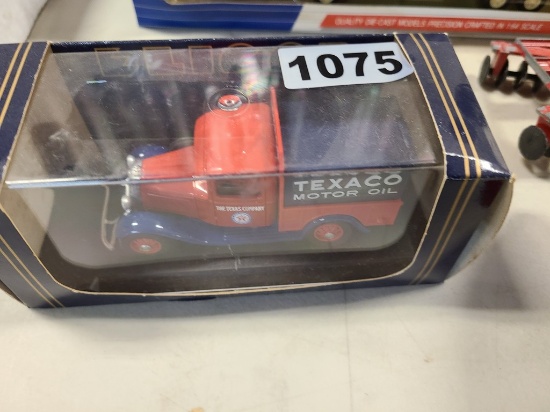 QUALITY DIE CAST MODELS PRECISION CRAFTED IN 1:64 SCALE
1075
TEXACO
MOTOR OIL
THE TEXAS COMPANY